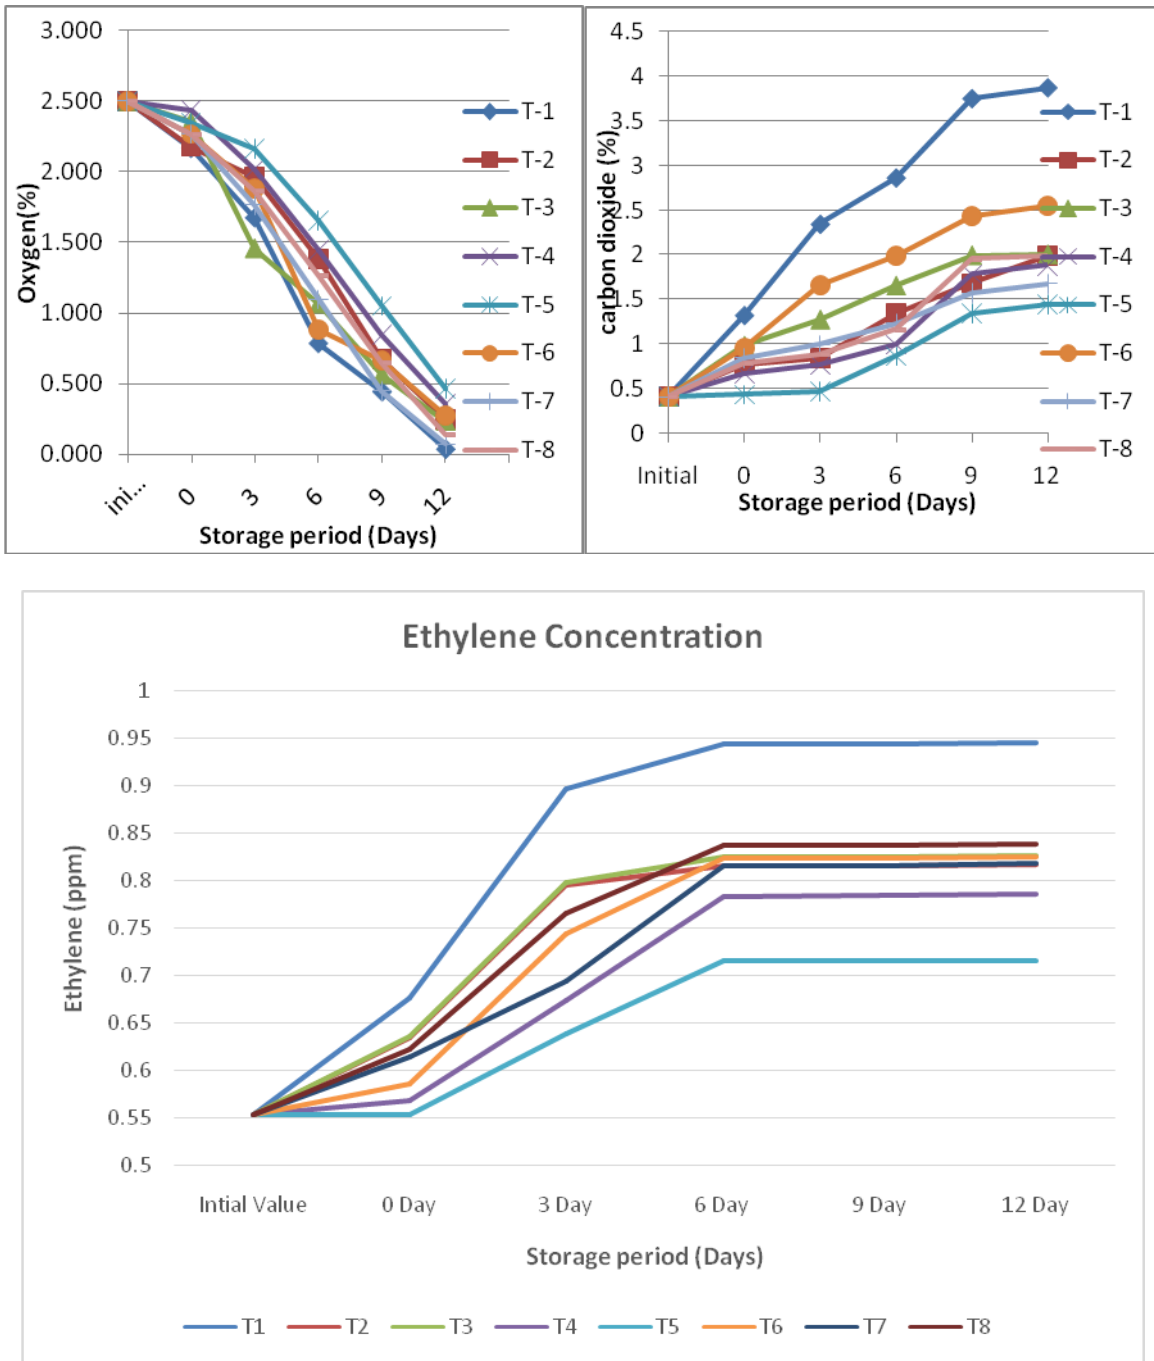 3.000
2.500
2.000
1.500
1.000
0.500
0.000
Oxygen(%)
ini...
0
3
6
9
12
Storage period (Days)
T-1
T-2
T-3
T-4
T-5
T-6
T-7
T-8
4.5
4
3.5
3
2.5
2
1.5
1
0.5
0
carbon dioxide (%)
Initial
0
3
6
9
12
Storage period (Days)
T-1
T-2
T-3
T-4
T-5
T-6
T-7
T-8
Ethylene Concentration
1
0.95
0.9
0.85
0.8
0.75
0.7
0.65
0.6
0.55
0.5
Ethylene (ppm)
Intial Value
0 Day
3 Day
6 Day
9 Day
12 Day
Storage period (Days)
T1
T2
T3
T4
T5
T6
T7
T8